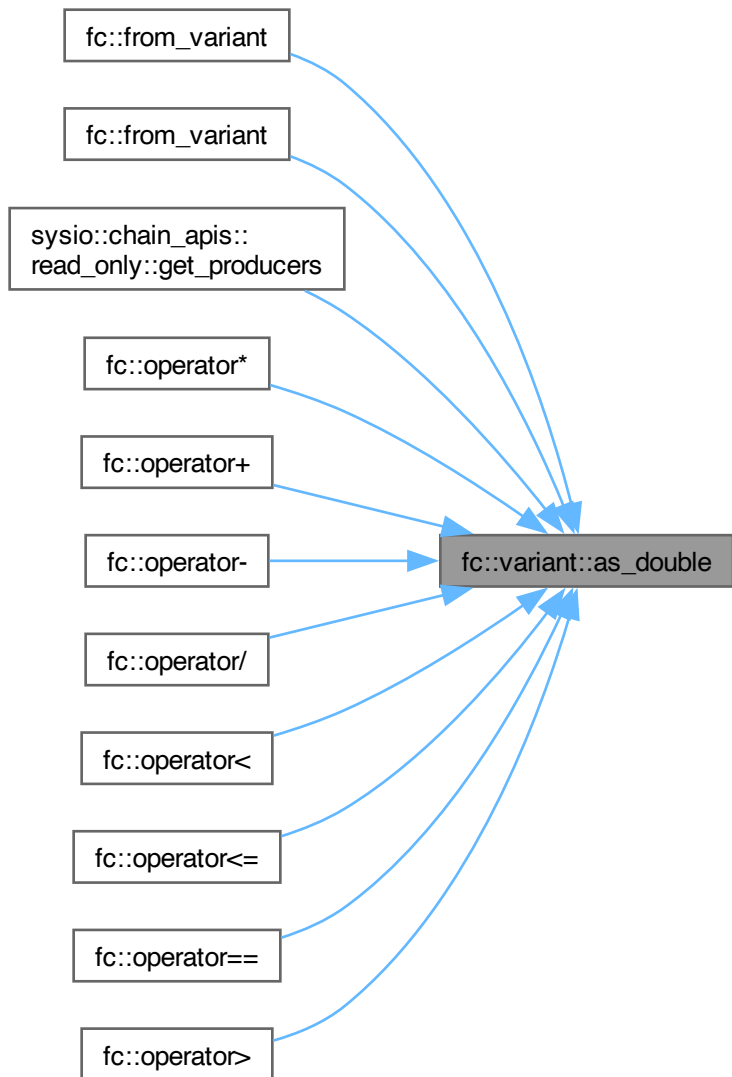 fc::from_variant
fc::from_variant
sysio::chain_apis::
read_only::get_producers
fc::operator*
fc::operator+
fc::operator-
fc::variant::as_double
fc::operator/
fc::operator<
fc::operator<=
fc::operator==
fc::operator>